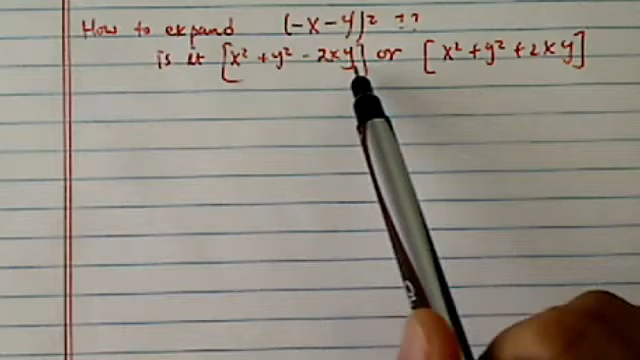 How to expand (-x-y)² ??
is it [x² + y² - 2xy] or [x² + y² + 2xy]